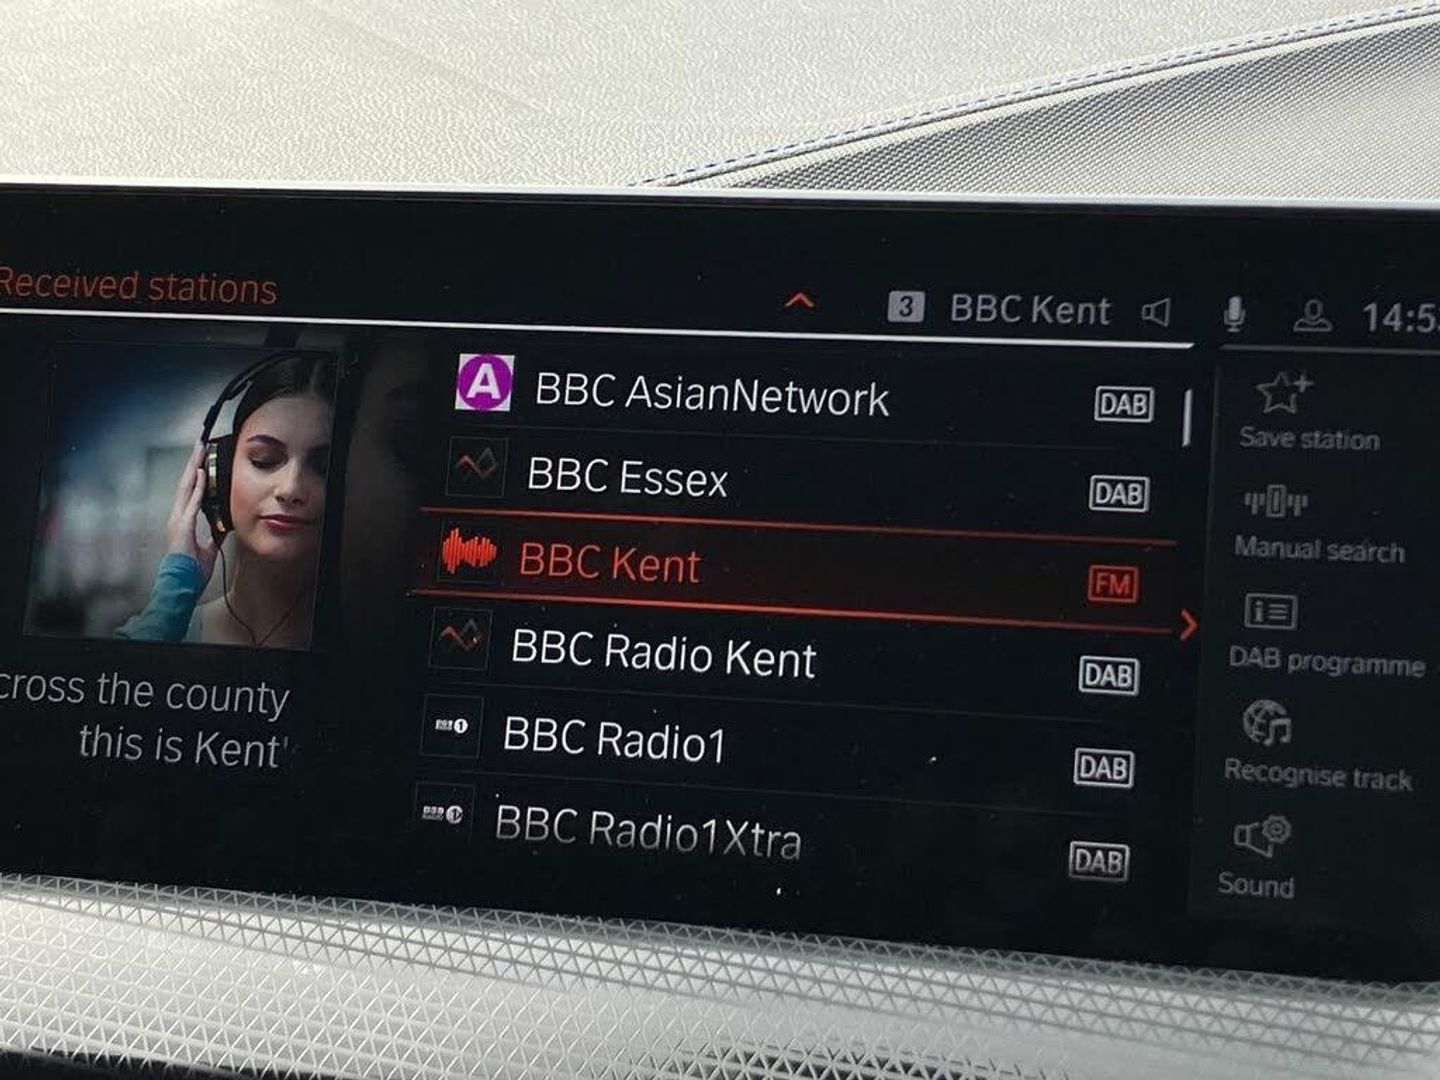 Received stations
3 BBC Kent 14:5
A BBC AsianNetwork DAB
BBC Essex DAB
BBC Kent FM
BBC Radio Kent DAB
BBC Radio1 DAB
BBC Radio1Xtra DAB
cross the county
this is Kent'
Save station
Manual search
DAB programme
Recognise track
Sound